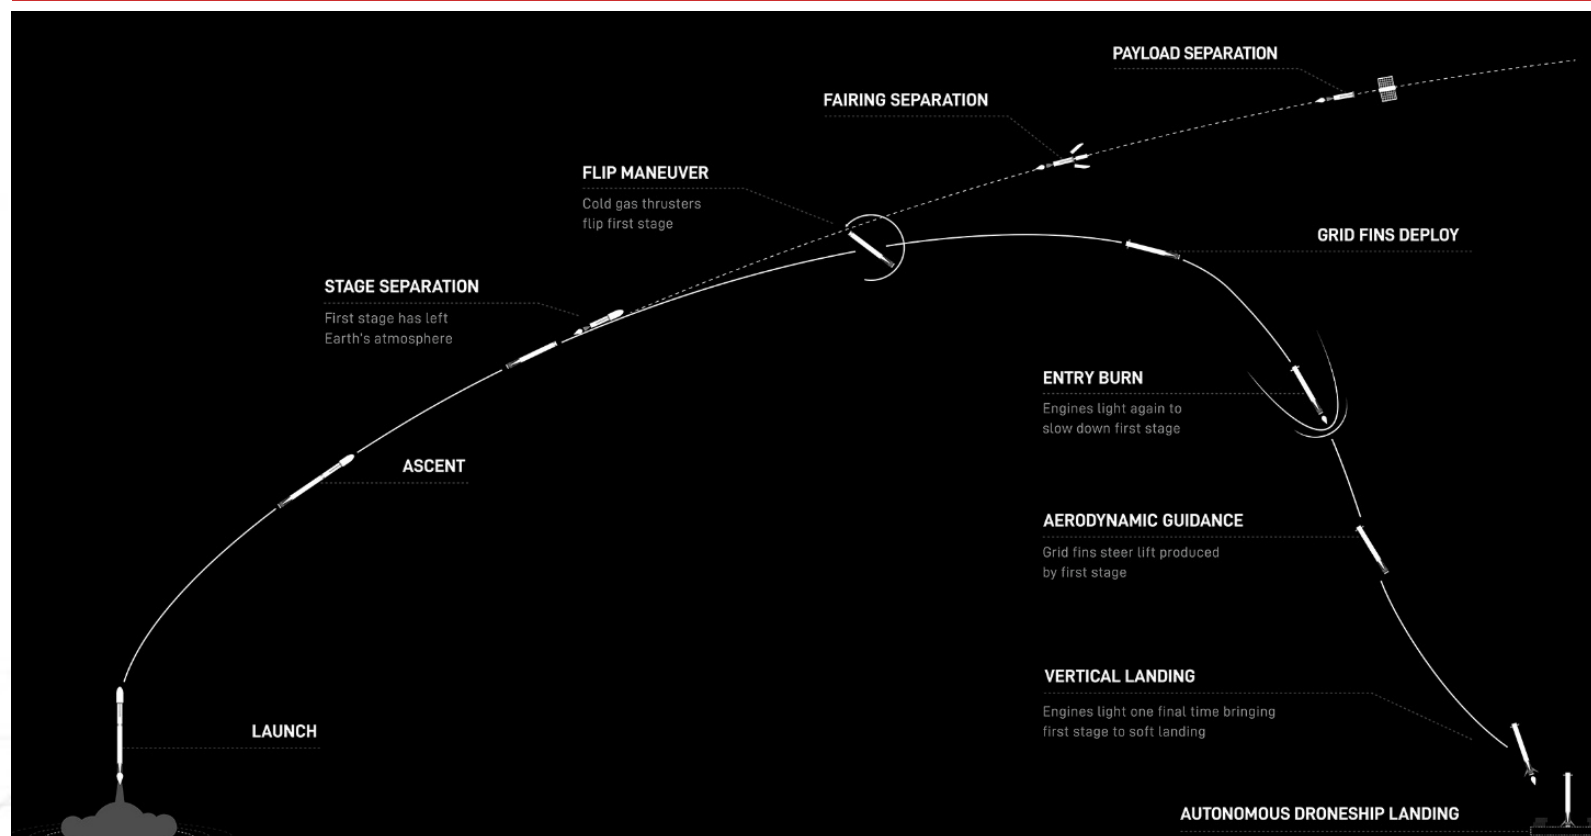 PAYLOAD SEPARATION
FAIRING SEPARATION
FLIP MANEUVER
Cold gas thrusters
flip first stage
GRID FINS DEPLOY
STAGE SEPARATION
First stage has left
Earth's atmosphere
ENTRY BURN
Engines light again to
slow down first stage
ASCENT
AERODYNAMIC GUIDANCE
Grid fins steer lift produced
by first stage
VERTICAL LANDING
Engines light one final time bringing
first stage to soft landing
LAUNCH
AUTONOMOUS DRONESHIP LANDING